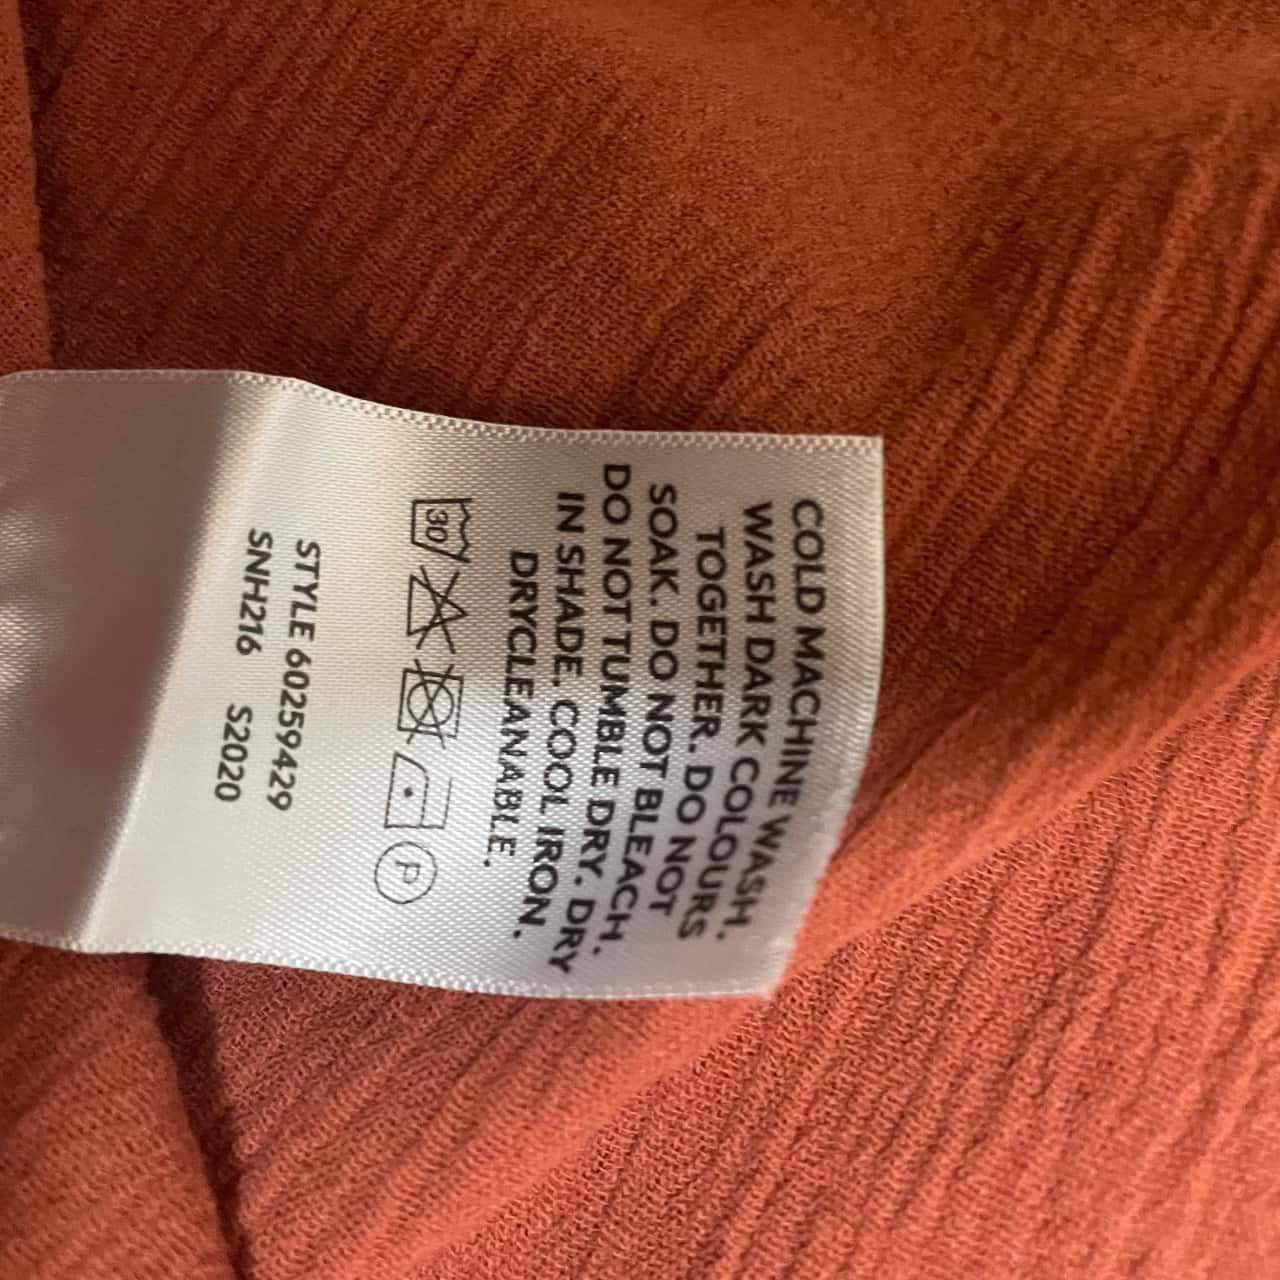 COLD MACHINE WASH.
WASH DARK COLOURS
TOGETHER. DO NOT
SOAK. DO NOT BLEACH.
DO NOT TUMBLE DRY. DRY
IN SHADE. COOL IRON.
DRYCLEANABLE.
30 P
STYLE 60259429
SNH216 S2020